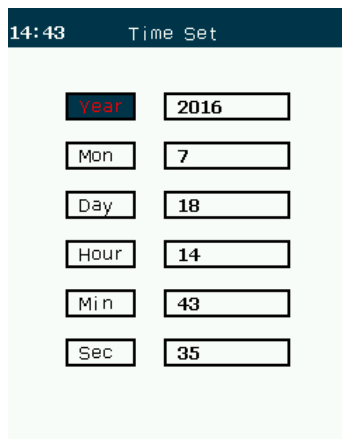 14:43 Time Set
Year 2016
Mon 7
Day 18
Hour 14
Min 43
Sec 35